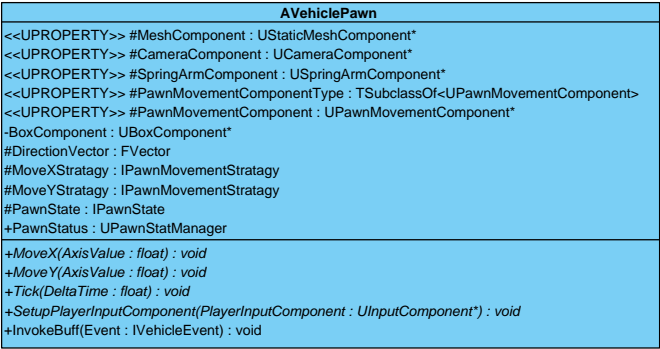 AVehiclePawn
<<UPROPERTY>> #MeshComponent : UStaticMeshComponent*
<<UPROPERTY>> #CameraComponent : UCameraComponent*
<<UPROPERTY>> #SpringArmComponent : USpringArmComponent*
<<UPROPERTY>> #PawnMovementComponentType : TSubclassOf<UPawnMovementComponent>
<<UPROPERTY>> #PawnMovementComponent : UPawnMovementComponent*
-BoxComponent : UBoxComponent*
#DirectionVector : FVector
#MoveXStratagy : IPawnMovementStratagy
#MoveYStratagy : IPawnMovementStratagy
#PawnState : IPawnState
+PawnStatus : UPawnStatManager
+MoveX(AxisValue : float) : void
+MoveY(AxisValue : float) : void
+Tick(DeltaTime : float) : void
+SetupPlayerInputComponent(PlayerInputComponent : UInputComponent*) : void
+InvokeBuff(Event : IVehicleEvent) : void